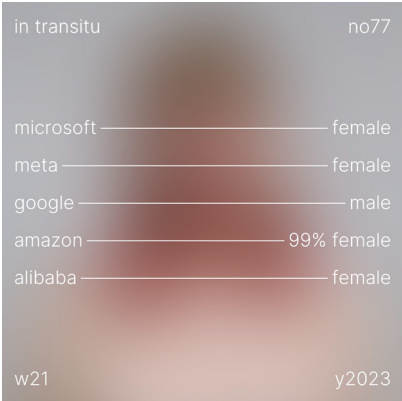 in transitu no77
microsoft female
meta female
google male
amazon 99% female
alibaba female
w21 y2023